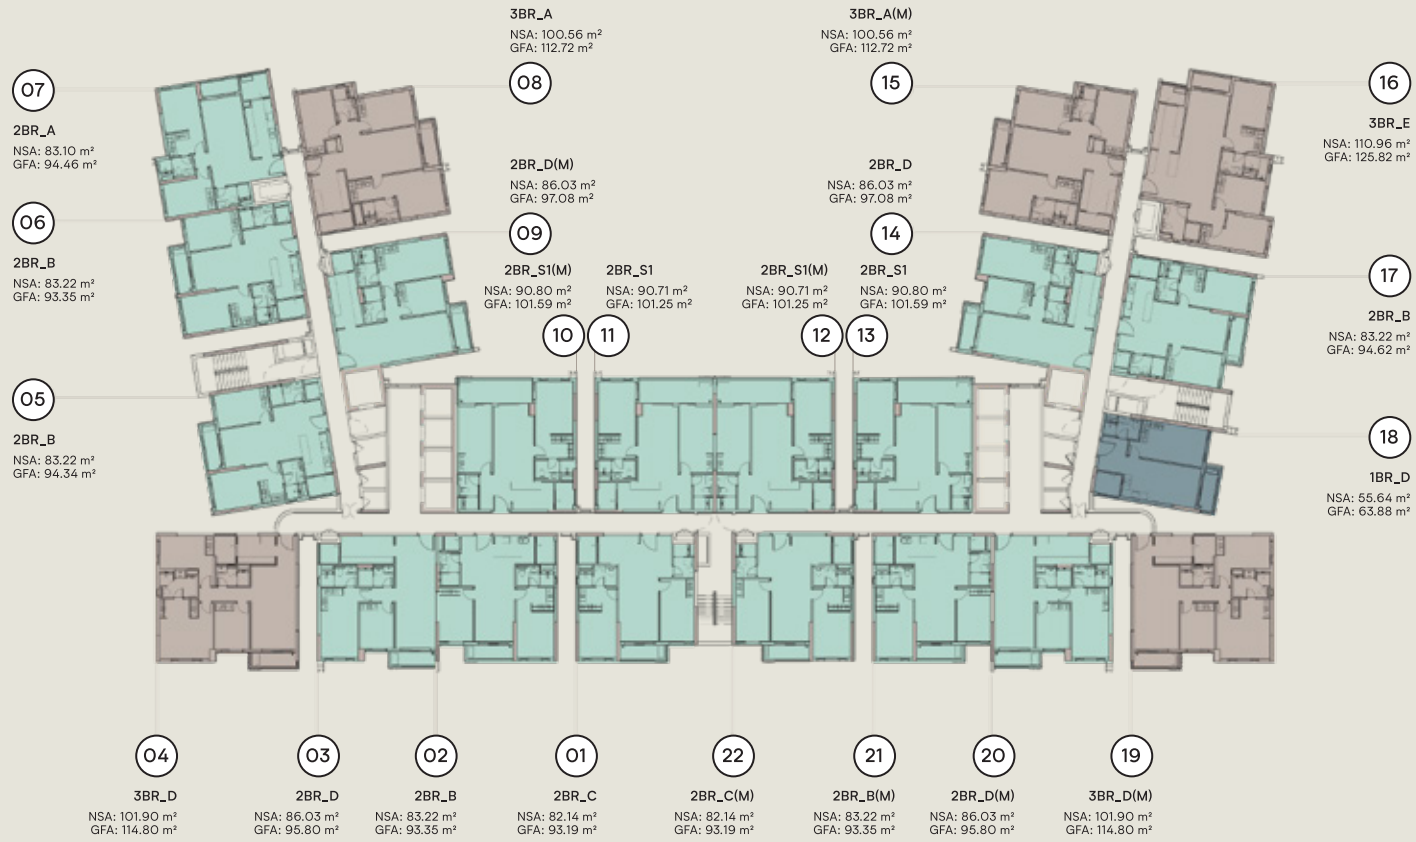 3BR_A
NSA: 100.56 m²
GFA: 112.72 m²
08
3BR_A(M)
NSA: 100.56 m²
GFA: 112.72 m²
15
07
2BR_A
NSA: 83.10 m²
GFA: 94.46 m²
16
3BR_E
NSA: 110.96 m²
GFA: 125.82 m²
2BR_D(M)
NSA: 86.03 m²
GFA: 97.08 m²
09
2BR_D
NSA: 86.03 m²
GFA: 97.08 m²
14
06
2BR_B
NSA: 83.22 m²
GFA: 93.35 m²
2BR_S1(M)
NSA: 90.80 m²
GFA: 101.59 m²
10
2BR_S1
NSA: 90.71 m²
GFA: 101.25 m²
11
2BR_S1(M)
NSA: 90.71 m²
GFA: 101.25 m²
12
2BR_S1
NSA: 90.80 m²
GFA: 101.59 m²
13
17
2BR_B
NSA: 83.22 m²
GFA: 94.62 m²
05
2BR_B
NSA: 83.22 m²
GFA: 94.34 m²
18
1BR_D
NSA: 55.64 m²
GFA: 63.88 m²
04
3BR_D
NSA: 101.90 m²
GFA: 114.80 m²
03
2BR_D
NSA: 86.03 m²
GFA: 95.80 m²
02
2BR_B
NSA: 83.22 m²
GFA: 93.35 m²
01
2BR_C
NSA: 82.14 m²
GFA: 93.19 m²
22
2BR_C(M)
NSA: 82.14 m²
GFA: 93.19 m²
21
2BR_B(M)
NSA: 83.22 m²
GFA: 93.35 m²
20
2BR_D(M)
NSA: 86.03 m²
GFA: 95.80 m²
19
3BR_D(M)
NSA: 101.90 m²
GFA: 114.80 m²